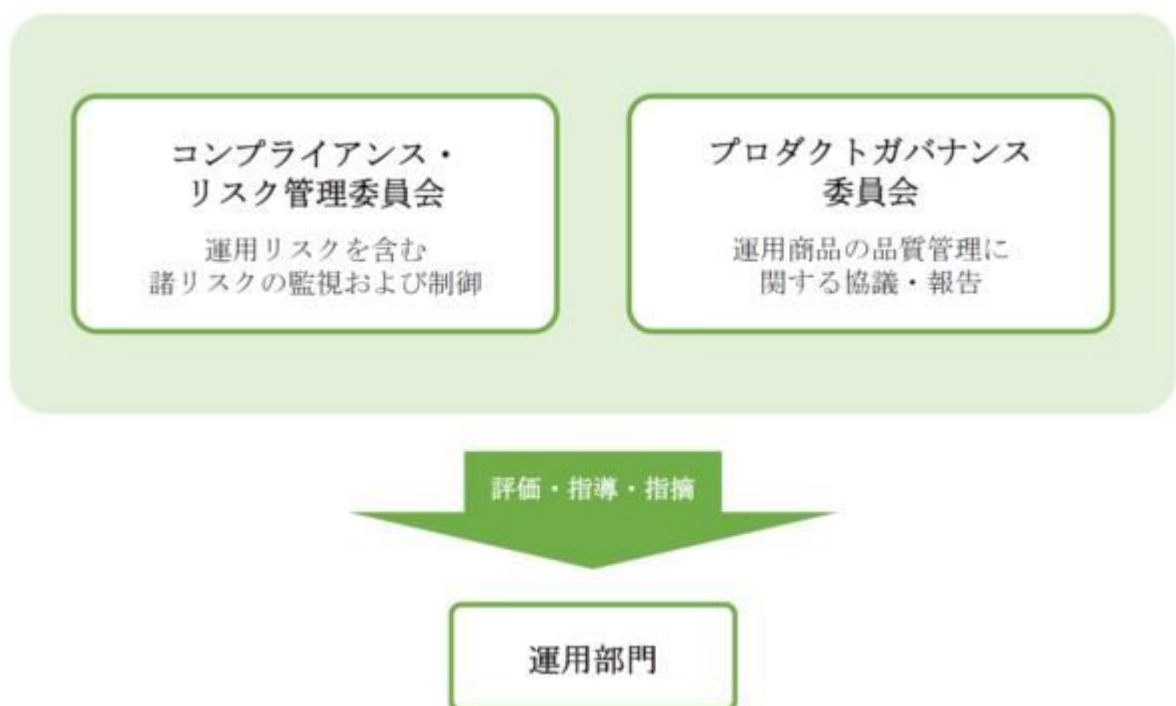 コンプライアンス・
リスク管理委員会
運用リスクを含む
諸リスクの監視および制御
プロダクトガバナンス
委員会
運用商品の品質管理に
関する協議・報告
評価・指導・指摘
運用部門